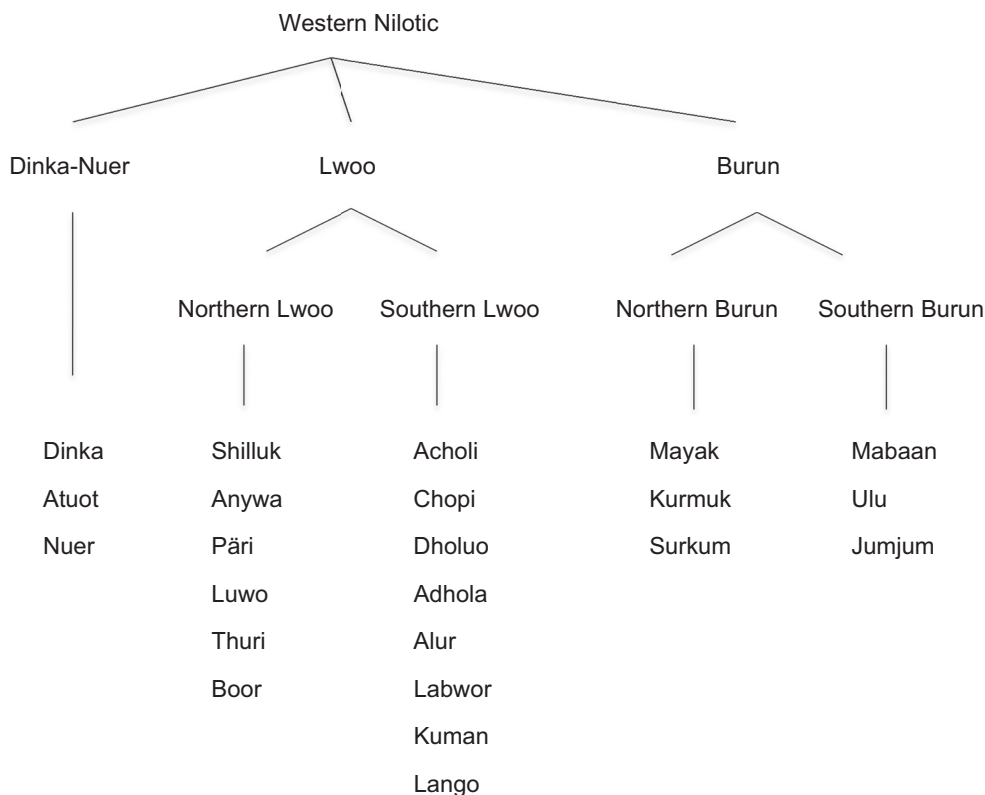 Western Nilotic
Dinka-Nuer Lwoo Burun
Northern Lwoo Southern Lwoo Northern Burun Southern Burun
Dinka Shilluk Acholi Mayak Mabaan
Atuot Anywa Chopi Kurmuk Ulu
Nuer Päri Dholuo Surkum Jumjum
Luwo Adhola
Thuri Alur
Boor Labwor
Kuman
Lango